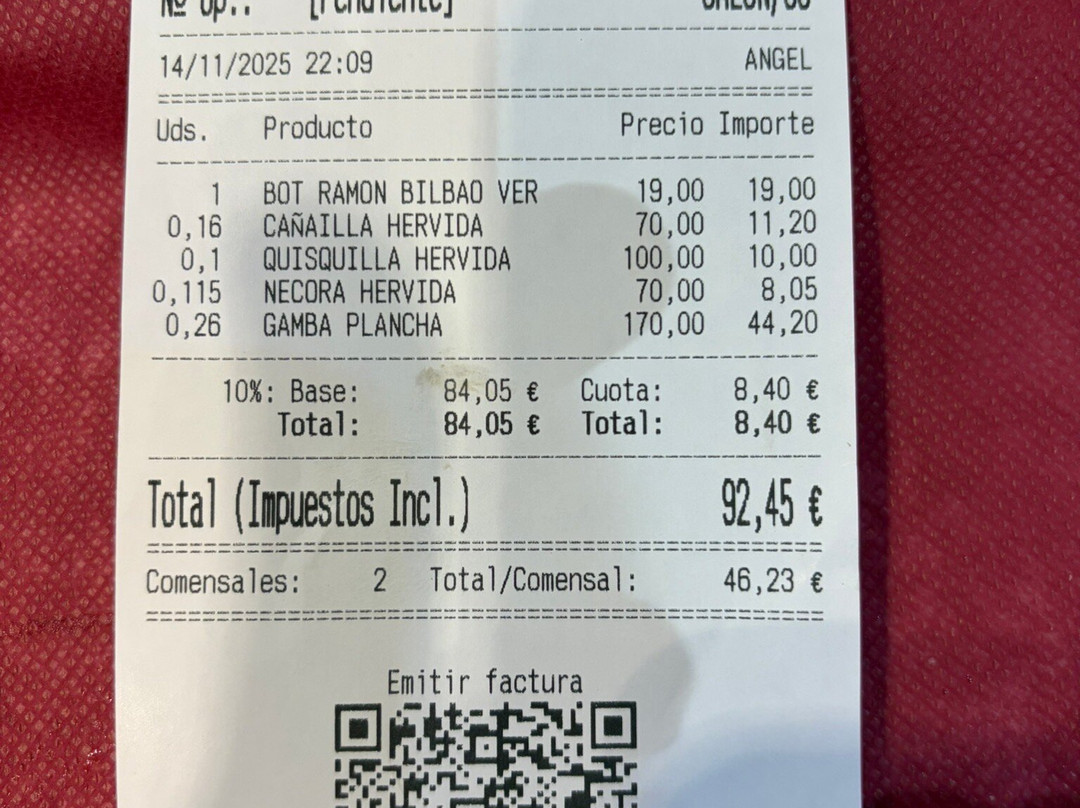 Nº Op.: [Pendiente] SALON/
14/11/2025 22:09 ANGEL
Uds. Producto Precio Importe
1 BOT RAMON BILBAO VER 19,00 19,00
0,16 CAÑAILLA HERVIDA 70,00 11,20
0,1 QUISQUILLA HERVIDA 100,00 10,00
0,115 NECORA HERVIDA 70,00 8,05
0,26 GAMBA PLANCHA 170,00 44,20
10%: Base: 84,05 € Cuota: 8,40 €
Total: 84,05 € Total: 8,40 €
Total (Impuestos Incl.) 92,45 €
Comensales: 2 Total/Comensal: 46,23 €
Emitir factura